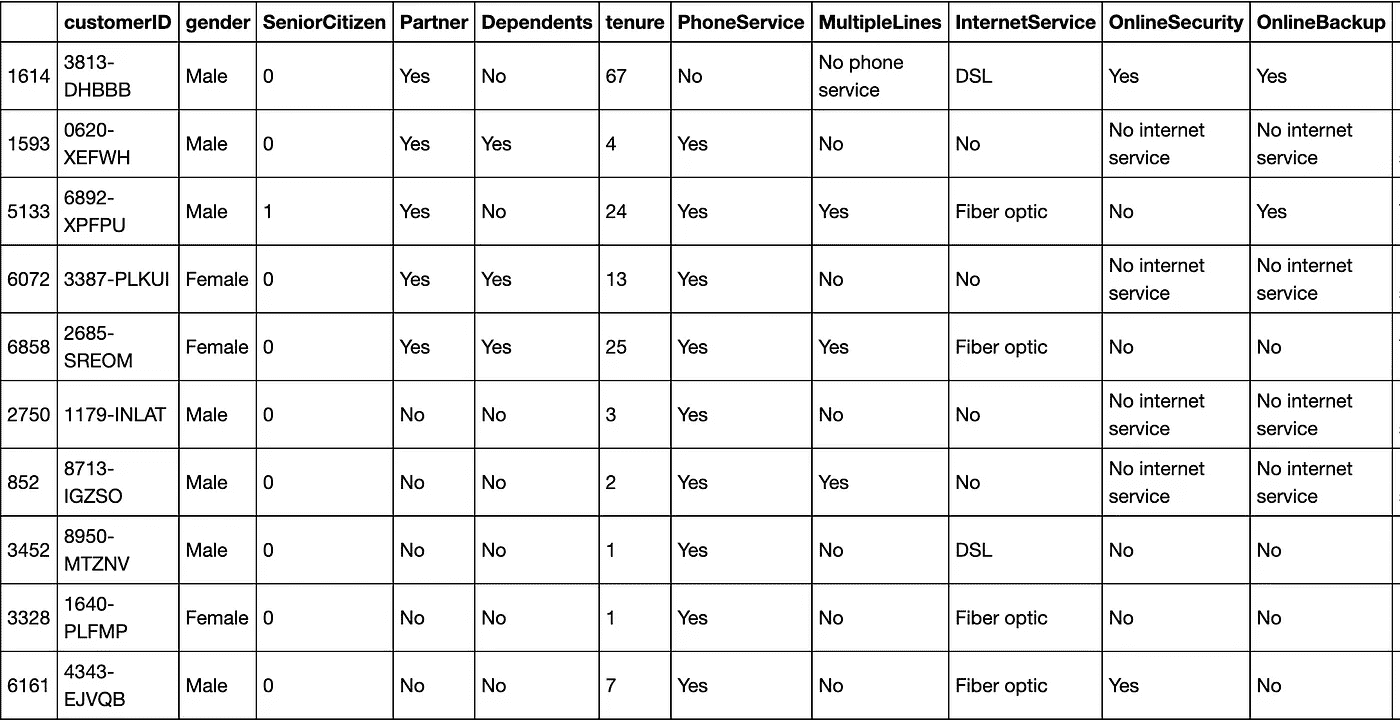 customerID gender SeniorCitizen Partner Dependents tenure PhoneService MultipleLines InternetService OnlineSecurity OnlineBackup
1614 3813-DHBBB Male 0 Yes No 67 No No phone service DSL Yes Yes
1593 0620-XEFWH Male 0 Yes Yes 4 Yes No No No internet service No internet service
5133 6892-XPFPU Male 1 Yes No 24 Yes Yes Fiber optic No Yes
6072 3387-PLKUI Female 0 Yes Yes 13 Yes No No No internet service No internet service
6858 2685-SREOM Female 0 Yes Yes 25 Yes Yes Fiber optic No No
2750 1179-INLAT Male 0 No No 3 Yes No No No internet service No internet service
852 8713-IGZSO Male 0 No No 2 Yes Yes No No internet service No internet service
3452 8950-MTZNV Male 0 No No 1 Yes No DSL No No
3328 1640-PLFMP Female 0 No No 1 Yes No Fiber optic No No
6161 4343-EJVQB Male 0 No No 7 Yes No Fiber optic Yes No